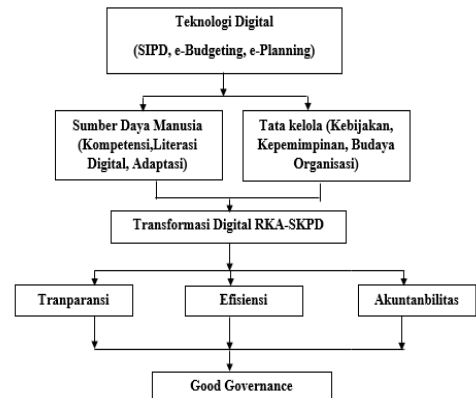 Teknologi Digital
(SIPD, e-Budgeting, e-Planning)
Sumber Daya Manusia
(Kompetensi,Literasi
Digital, Adaptasi)
Tata kelola (Kebijakan,
Kepemimpinan, Budaya
Organisasi)
Transformasi Digital RKA-SKPD
Tranparansi
Efisiensi
Akuntanbilitas
Good Governance